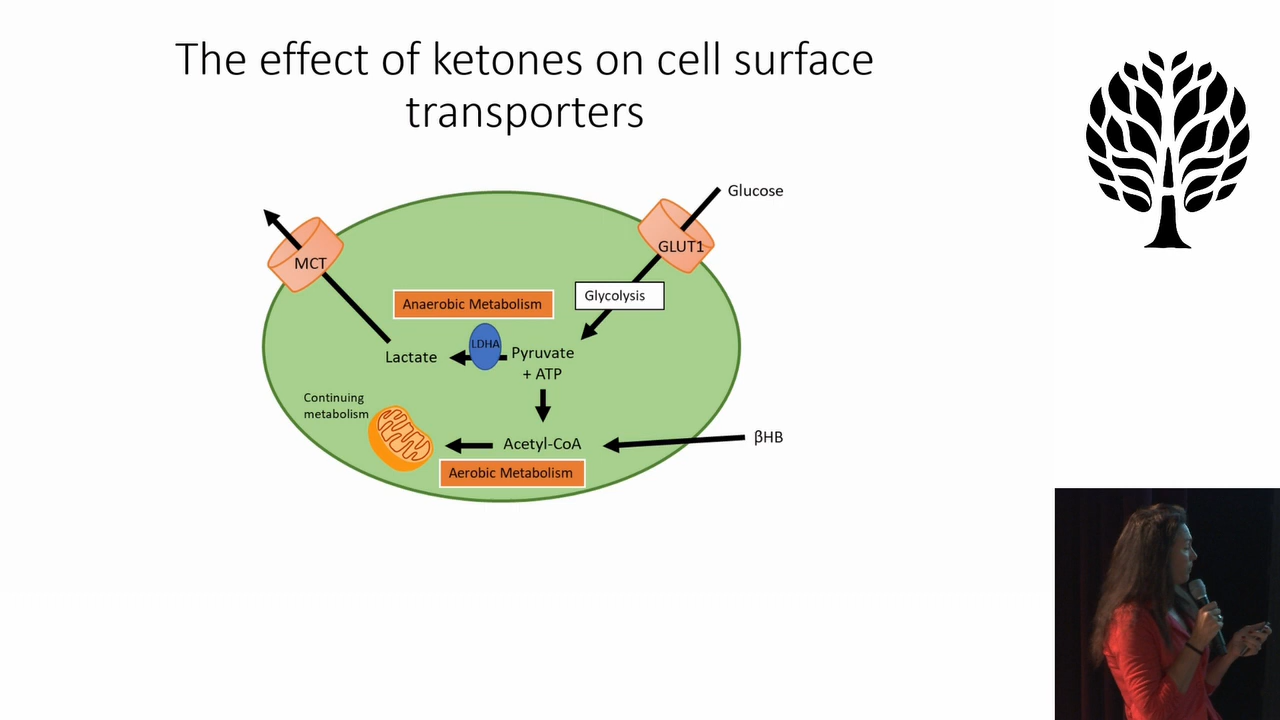 The effect of ketones on cell surface
transporters
Glucose
GLUT1
MCT
Glycolysis
Anaerobic Metabolism
LDHA
Lactate
Pyruvate
+ ATP
Continuing
metabolism
Acetyl-CoA
βHB
Aerobic Metabolism